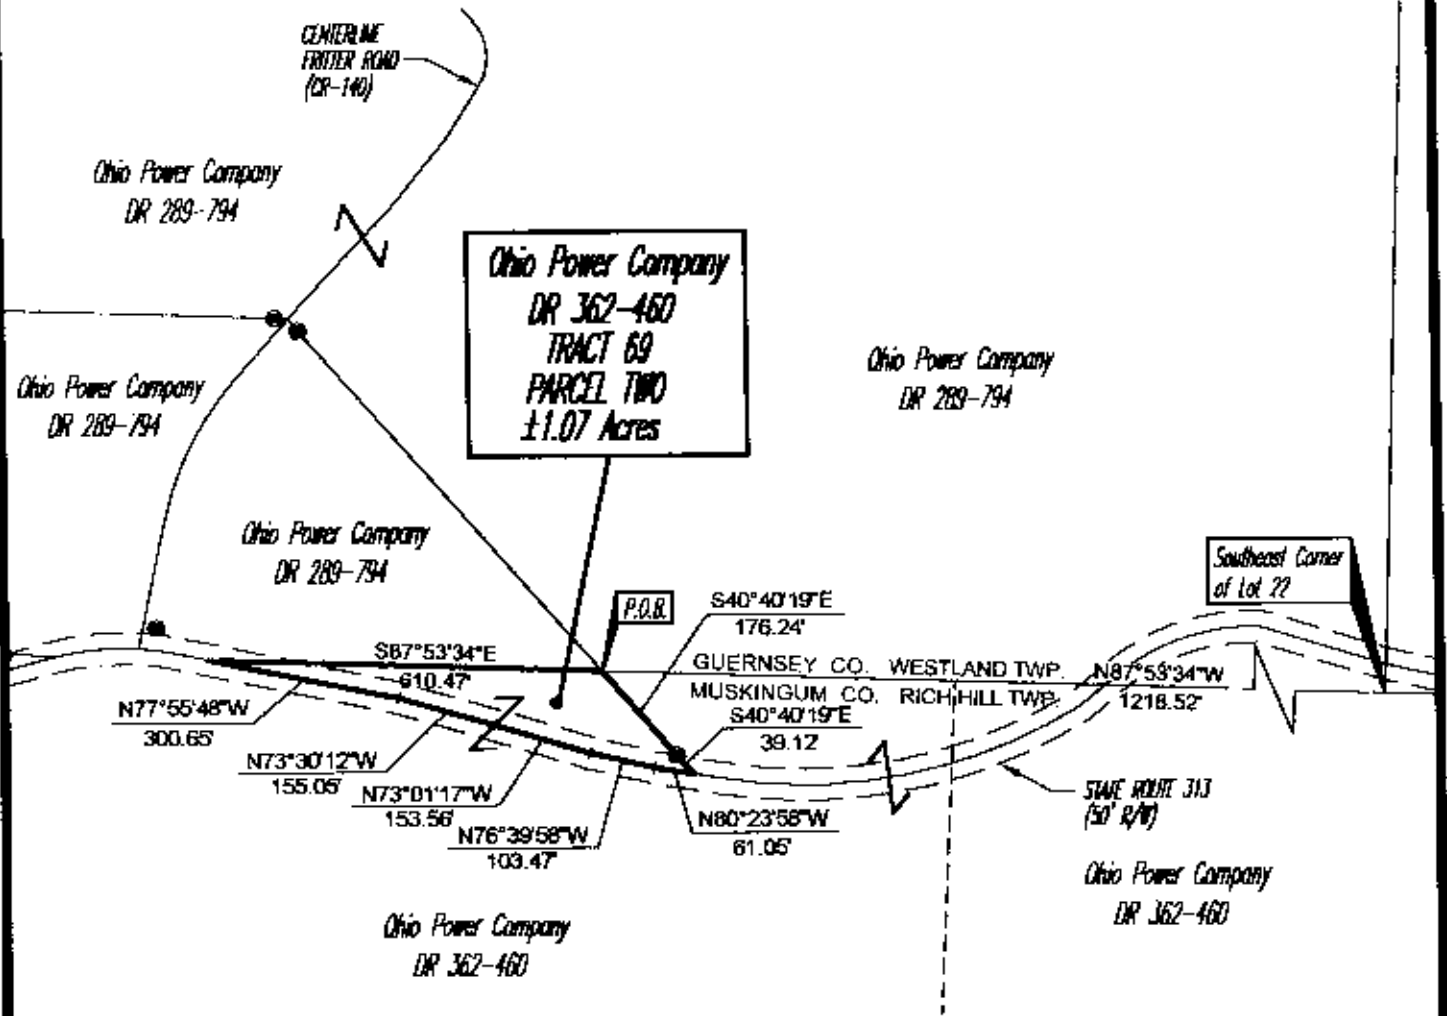 CENTERLINE
FRITTER ROAD
(CR-140)
Ohio Power Company
DR 289-794
Ohio Power Company
DR 362-460
TRACT 69
PARCEL TWO
±1.07 Acres
Ohio Power Company
DR 289-794
Ohio Power Company
DR 289-794
Ohio Power Company
DR 289-794
Southeast Corner
of Lot 22
P.O.B.
S40°40'19"E
176.24'
S87°53'34"E
610.47'
GUERNSEY CO. WESTLAND TWP.
MUSKINGUM CO. RICH HILL TWP.
N87°53'34"W
1218.52'
S40°40'19"E
39.12'
N77°55'48"W
300.65'
N73°30'12"W
155.05'
N73°01'17"W
153.56'
N76°39'58"W
103.47'
N80°23'58"W
61.05'
STATE ROUTE 313
(50' R/W)
Ohio Power Company
DR 362-460
Ohio Power Company
DR 362-460